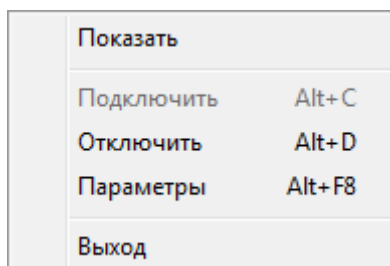 Показать
Подключить Alt+C
Отключить Alt+D
Параметры Alt+F8
Выход